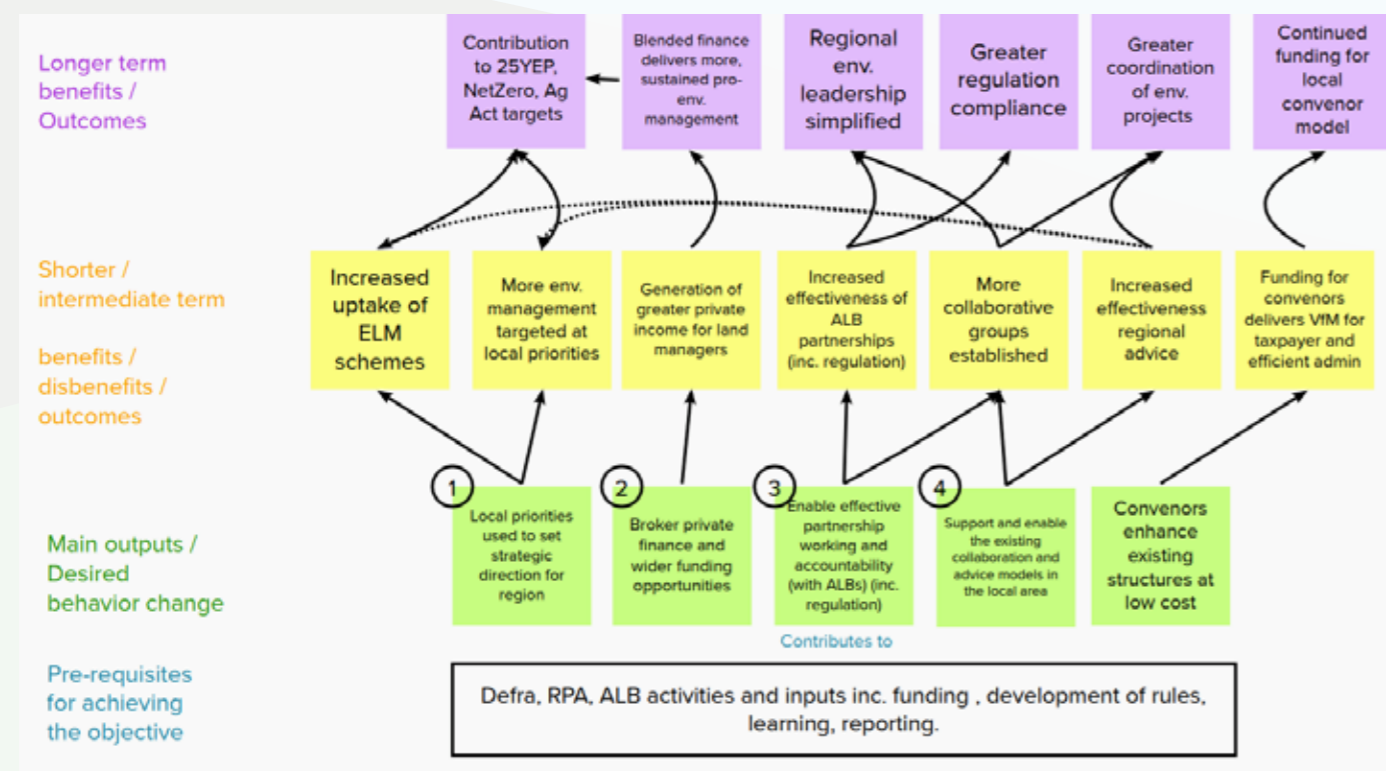 Longer term
benefits /
Outcomes
Contribution
to 25YEP,
NetZero, Ag
Act targets
Blended finance
delivers more,
sustained pro-
env.
management
Regional
env.
leadership
simplified
Greater
regulation
compliance
Greater
coordination
of env.
projects
Continued
funding for
local
convenor
model
Shorter /
intermediate term
benefits /
disbenefits /
outcomes
Increased
uptake of
ELM
schemes
More env.
management
targeted at
local priorities
Generation of
greater private
income for land
managers
Increased
effectiveness of
ALB
partnerships
(inc. regulation)
More
collaborative
groups
established
Increased
effectiveness
regional
advice
Funding for
convenors
delivers VfM for
taxpayer and
efficient admin
Main outputs /
Desired
behavior change
1
Local priorities
used to set
strategic
direction for
region
2
Broker private
finance and
wider funding
opportunities
3
Enable effective
partnership
working and
accountability
(with ALBs) (inc.
regulation)
4
Support and enable
the existing
collaboration and
advice models in
the local area
Convenors
enhance
existing
structures at
low cost
Contributes to
Pre-requisites
for achieving
the objective
Defra, RPA, ALB activities and inputs inc. funding , development of rules,
learning, reporting.